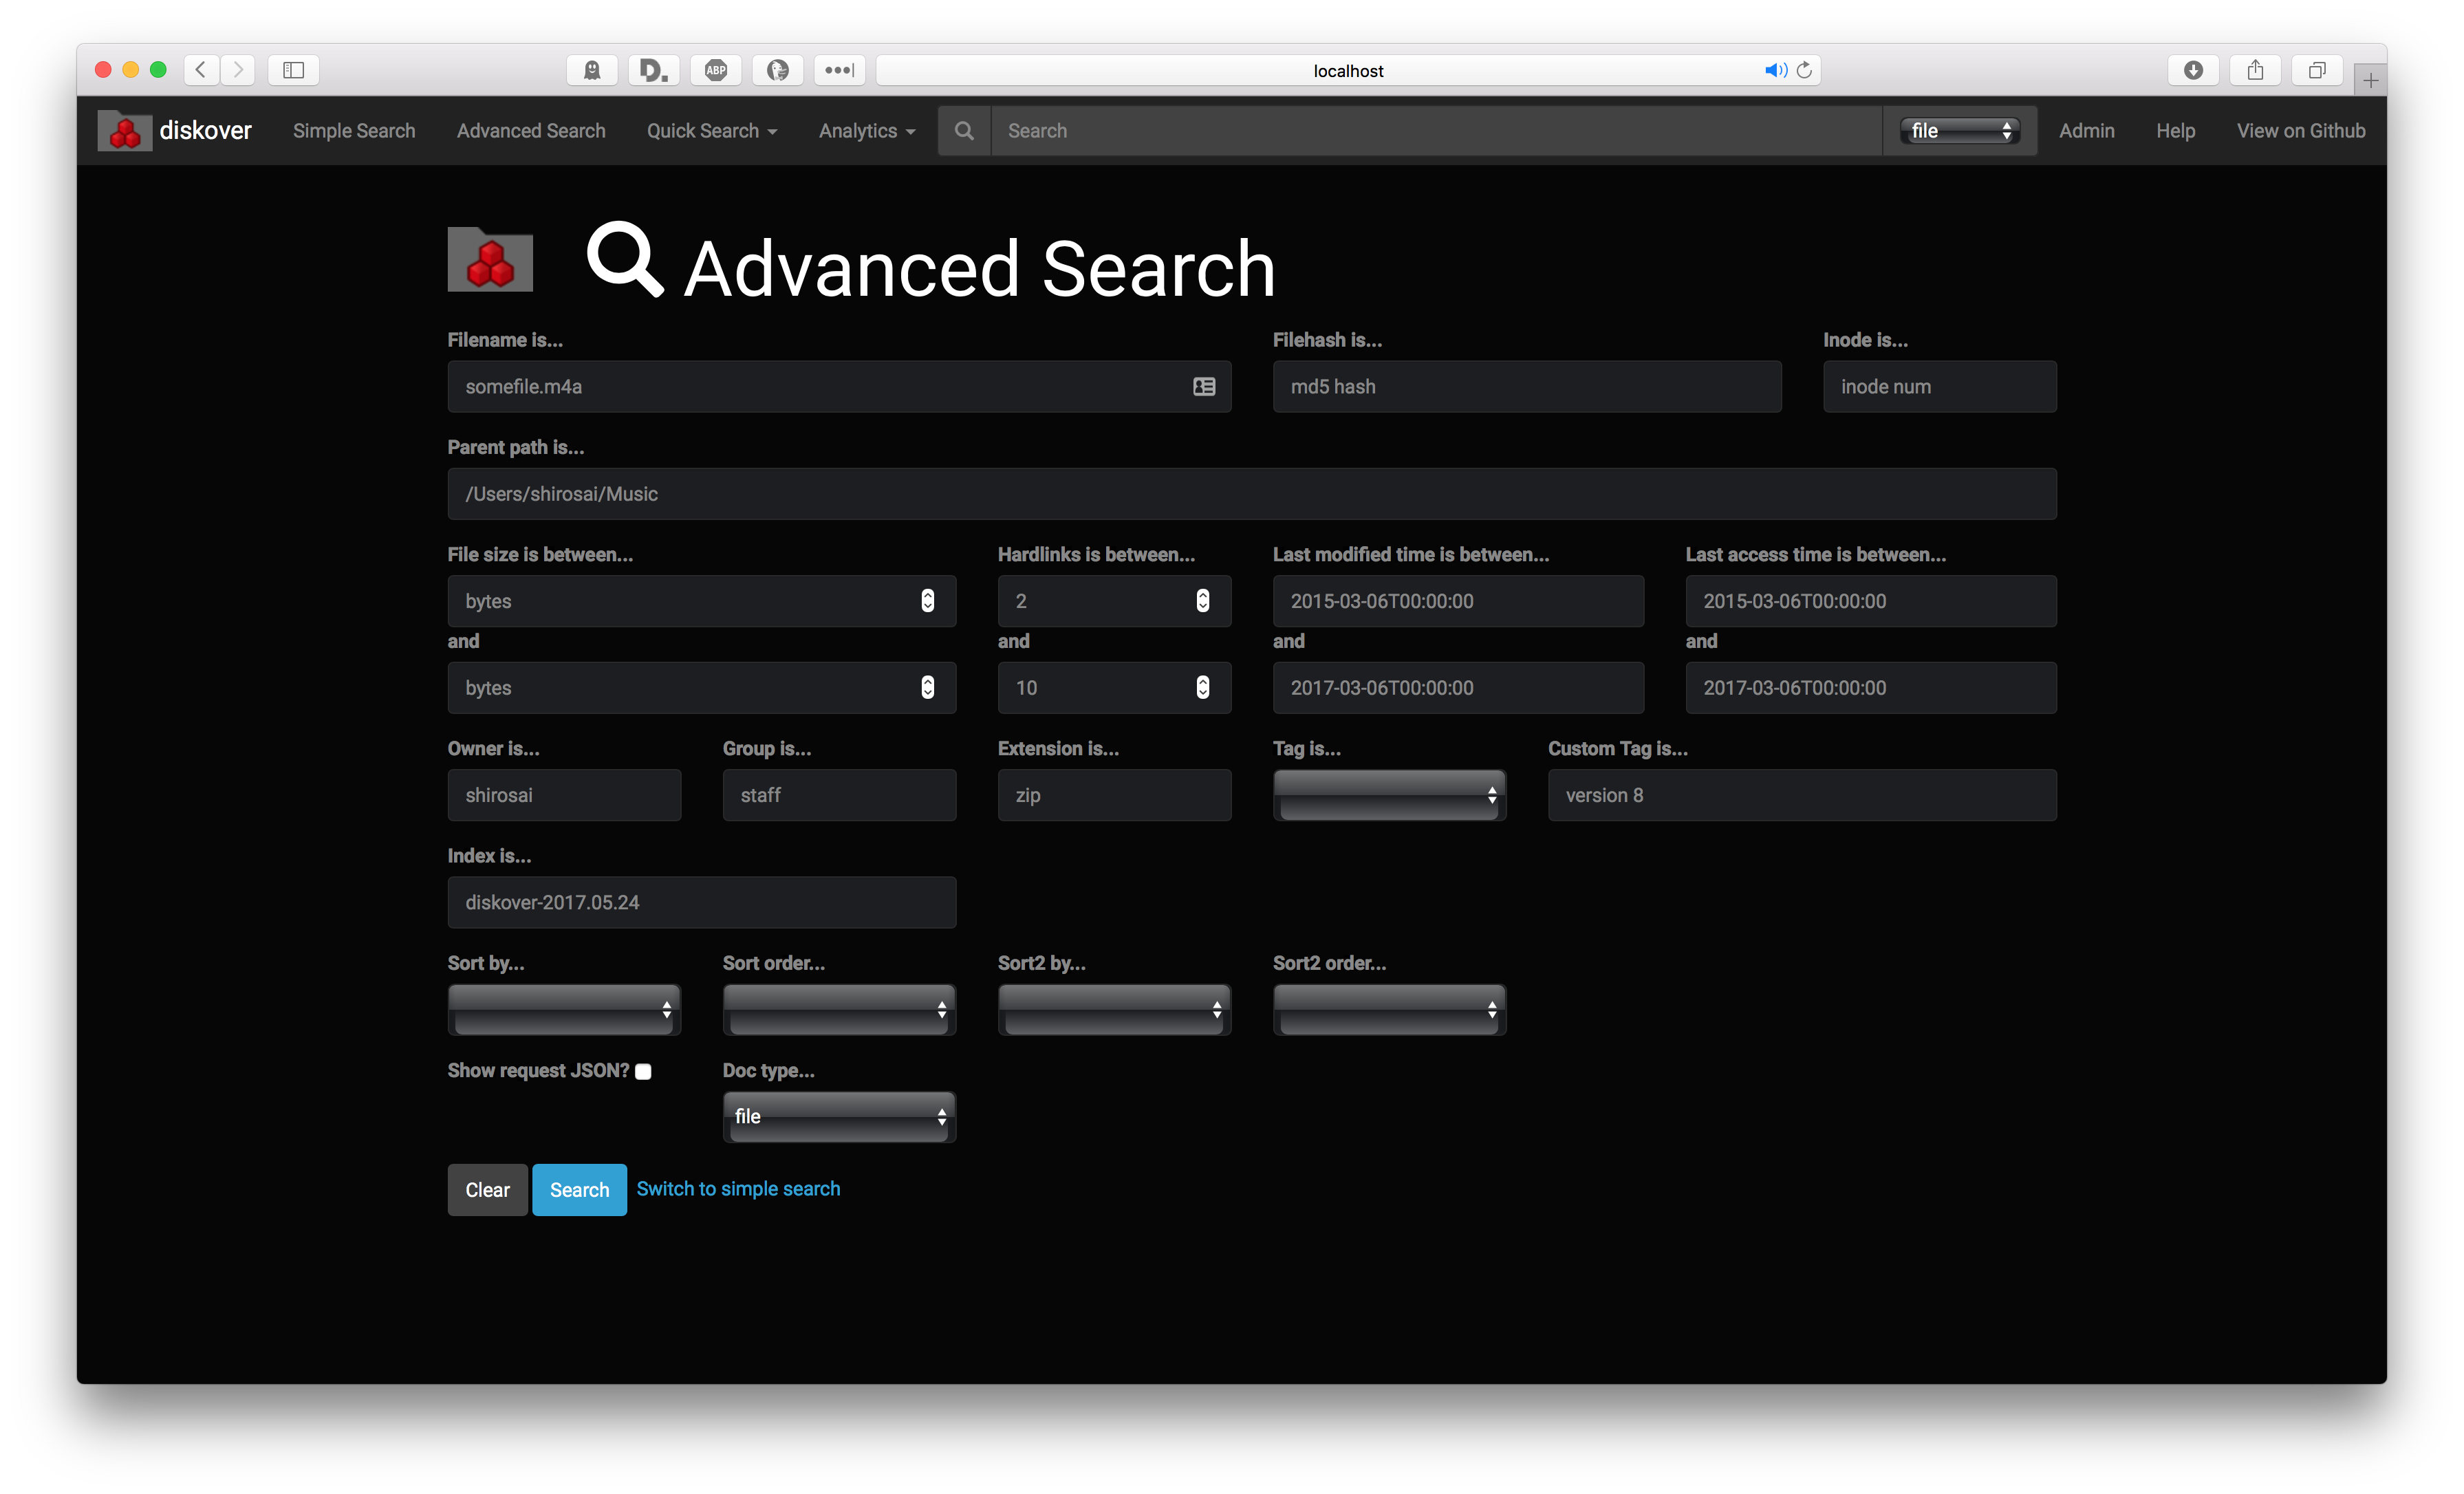 D. ABP localhost
diskover Simple Search Advanced Search Quick Search Analytics Search file Admin Help View on Github
Advanced Search
Filename is... Filehash is... Inode is...
somefile.m4a md5 hash inode num
Parent path is...
/Users/shirosai/Music
File size is between... Hardlinks is between... Last modified time is between... Last access time is between...
bytes 2 2015-03-06T00:00:00 2015-03-06T00:00:00
and and and and
bytes 10 2017-03-06T00:00:00 2017-03-06T00:00:00
Owner is... Group is... Extension is... Tag is... Custom Tag is...
shirosai staff zip version 8
Index is...
diskover-2017.05.24
Sort by... Sort order... Sort2 by... Sort2 order...
Show request JSON? Doc type...
file
Clear Search Switch to simple search